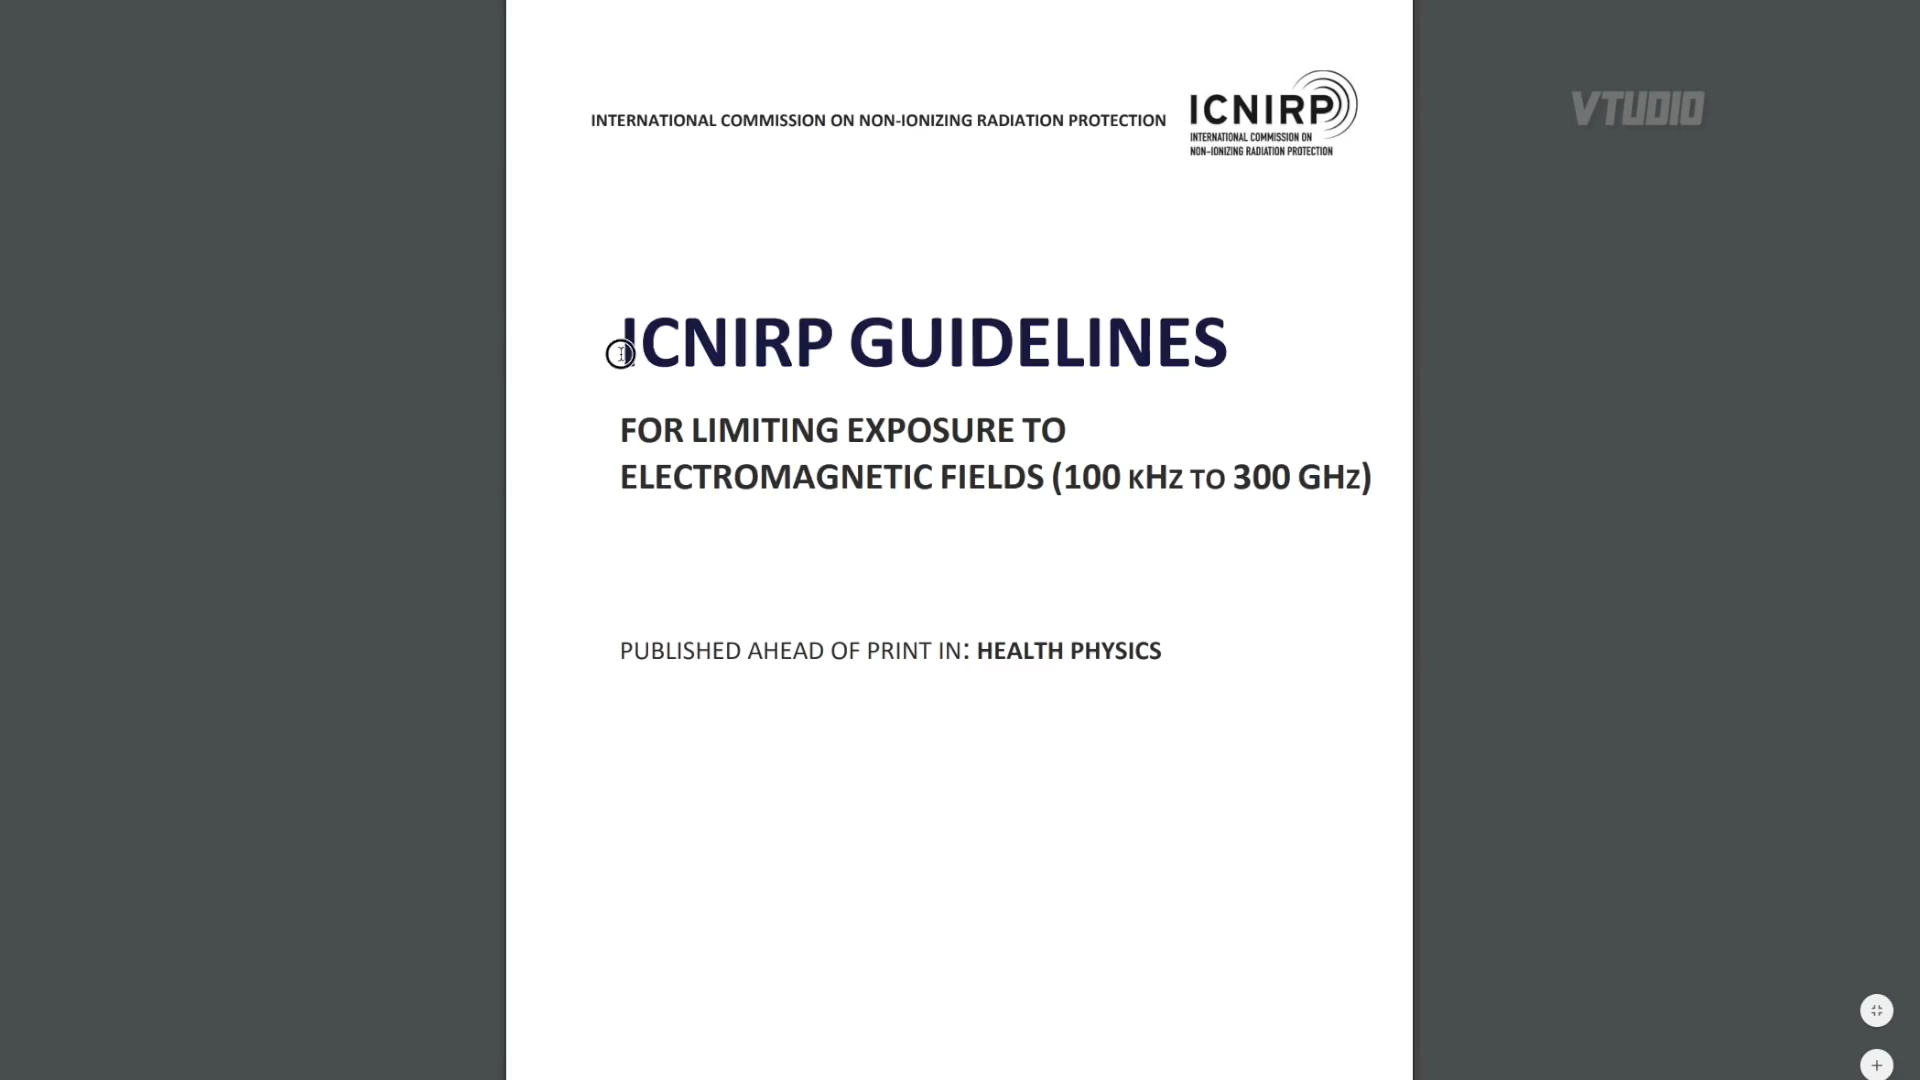 INTERNATIONAL COMMISSION ON NON-IONIZING RADIATION PROTECTION
ICNIRP
INTERNATIONAL COMMISSION ON
NON-IONIZING RADIATION PROTECTION
VTUDIO
ICNIRP GUIDELINES
FOR LIMITING EXPOSURE TO
ELECTROMAGNETIC FIELDS (100 KHZ TO 300 GHZ)
PUBLISHED AHEAD OF PRINT IN: HEALTH PHYSICS